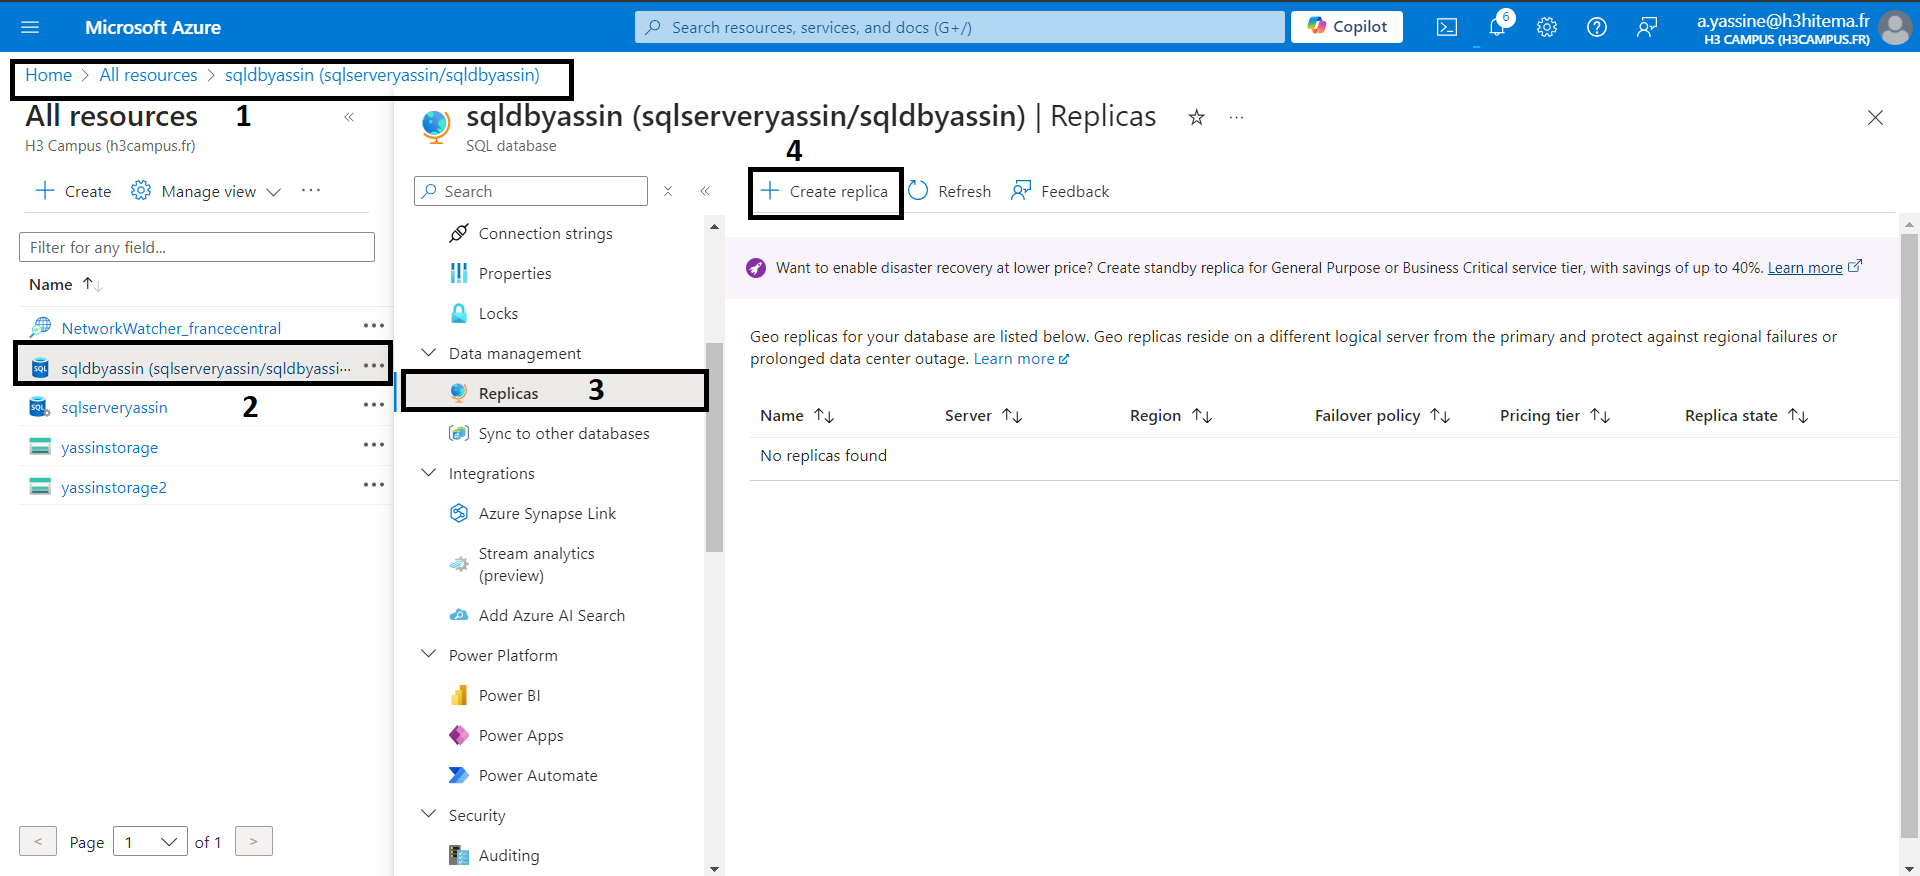 Microsoft Azure
Search resources, services, and docs (G+/)
Copilot
6
a.yassine@h3hitema.fr
H3 CAMPUS (H3CAMPUS.FR)
Home > All resources > sqldbyassin (sqlserveryassin/sqldbyassin)
All resources
1
«
H3 Campus (h3campus.fr)
Create
Manage view
...
Filter for any field...
Name ↑↓
NetworkWatcher_francecentral ...
sqldbyassin (sqlserveryassin/sqldbyassi... ...
sqlserveryassin ...
2
yassinstorage ...
yassinstorage2 ...
< Page 1 of 1 >
sqldbyassin (sqlserveryassin/sqldbyassin) | Replicas
...
SQL database
Search
«
Connection strings
Properties
Locks
Data management
Replicas
3
Sync to other databases
Integrations
Azure Synapse Link
Stream analytics
(preview)
Add Azure AI Search
Power Platform
Power BI
Power Apps
Power Automate
Security
Auditing
4
Create replica
Refresh
Feedback
Want to enable disaster recovery at lower price? Create standby replica for General Purpose or Business Critical service tier, with savings of up to 40%. Learn more
Geo replicas for your database are listed below. Geo replicas reside on a different logical server from the primary and protect against regional failures or
prolonged data center outage. Learn more
Name ↑↓ Server ↑↓ Region ↑↓ Failover policy ↑↓ Pricing tier ↑↓ Replica state ↑↓
No replicas found